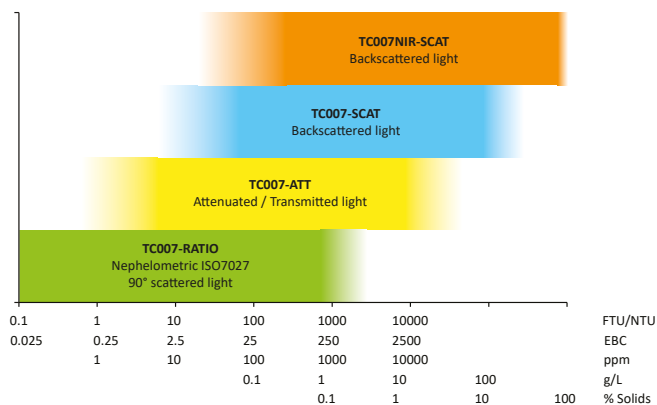 TC007NIR-SCAT
Backscattered light
TC007-SCAT
Backscattered light
TC007-ATT
Attenuated / Transmitted light
TC007-RATIO
Nephelometric ISO7027
90° scattered light
0.1 1 10 100 1000 10000 FTU/NTU
0.025 0.25 2.5 25 250 2500 EBC
1 10 100 1000 10000 ppm
0.1 1 10 100 g/L
0.1 1 10 100 % Solids